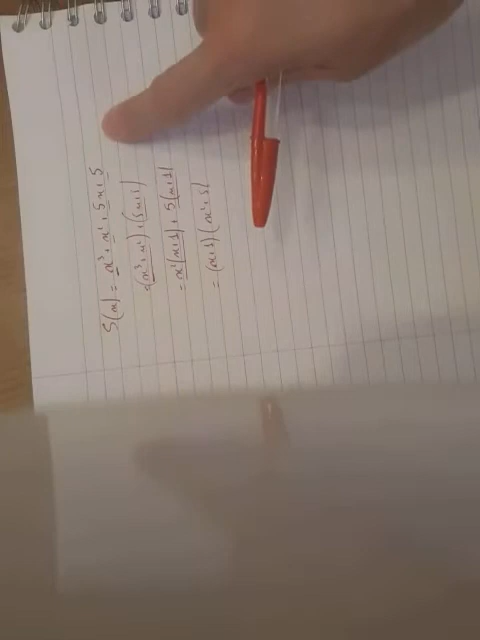 S(x) = x³ + x² + 5x + 5
= (x³ + x²) + (5x + 5)
= x²(x+1) + 5(x+1)
= (x+1)(x² + 5)